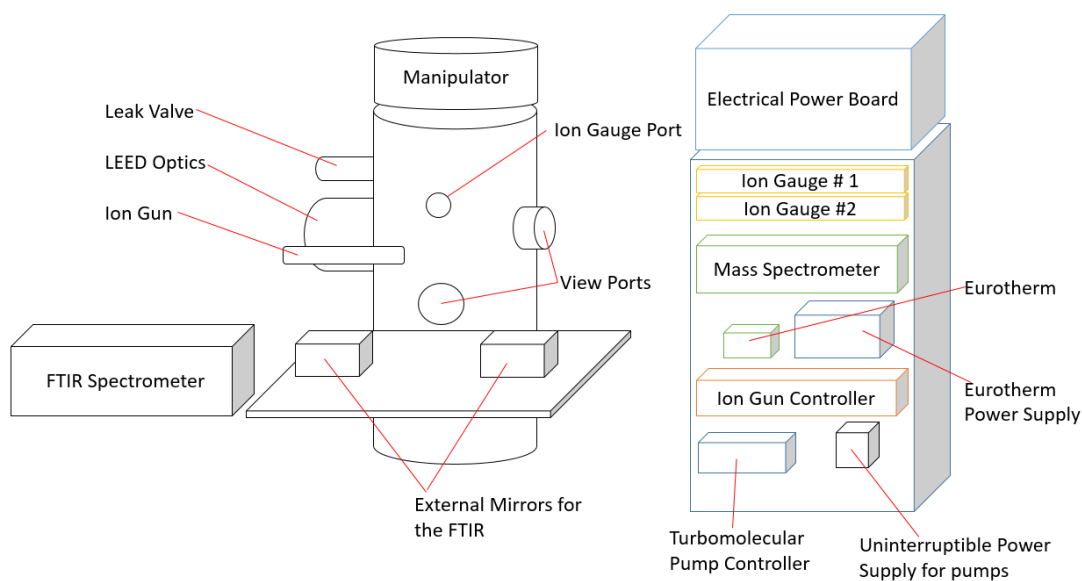 Manipulator
Leak Valve
LEED Optics
Ion Gun
Ion Gauge Port
View Ports
FTIR Spectrometer
External Mirrors for
the FTIR
Electrical Power Board
Ion Gauge # 1
Ion Gauge #2
Mass Spectrometer
Eurotherm
Eurotherm
Power Supply
Ion Gun Controller
Turbomolecular
Pump Controller
Uninterruptible Power
Supply for pumps